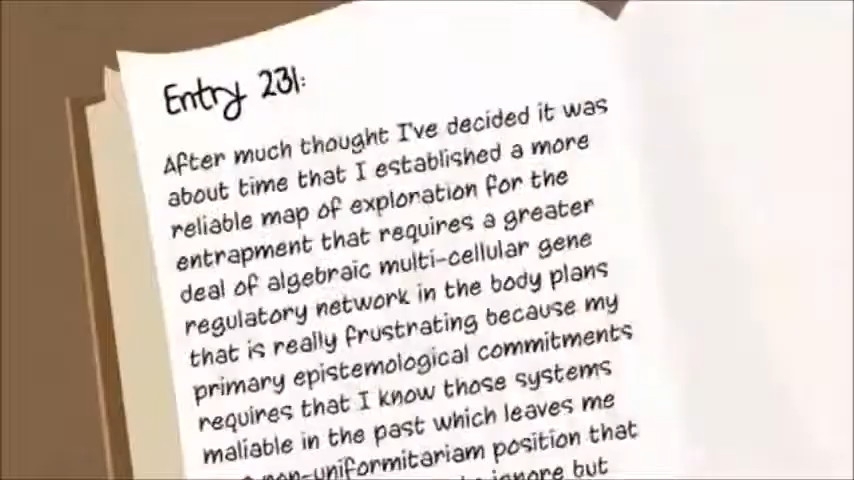 Entry 231:
After much thought I've decided it was
about time that I established a more
reliable map of exploration for the
entrapment that requires a greater
deal of algebraic multi-cellular gene
regulatory network in the body plans
that is really frustrating because my
primary epistemological commitments
requires that I know those systems
maliable in the past which leaves me
non-uniformitariam position that
ignore but